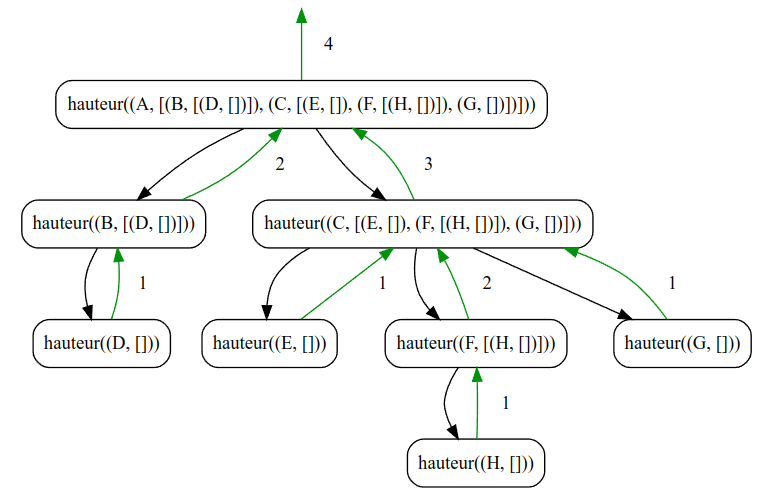 4
hauteur((A, [(B, [(D, [])]), (C, [(E, []), (F, [(H, [])]), (G, [])])]))
2
3
hauteur((B, [(D, [])]))
hauteur((C, [(E, []), (F, [(H, [])]), (G, [])]))
1
1
2
1
hauteur((D, []))
hauteur((E, []))
hauteur((F, [(H, [])]))
hauteur((G, []))
1
hauteur((H, []))